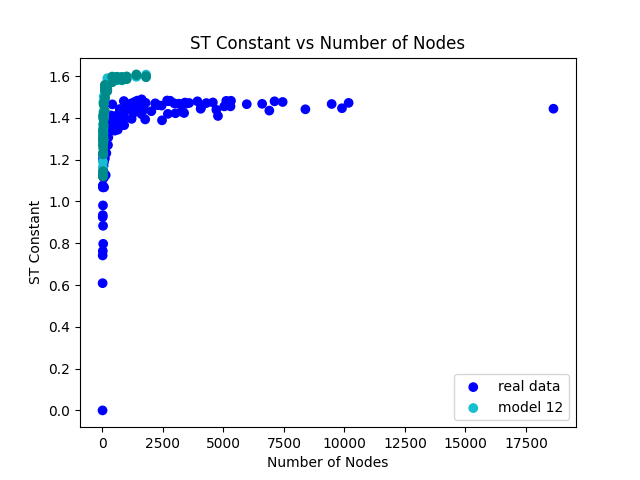 ST Constant vs Number of Nodes
1.6
1.4
1.2
1.0
0.8
0.6
0.4
0.2
0.0
ST Constant
real data
model 12
0 2500 5000 7500 10000 12500 15000 17500
Number of Nodes